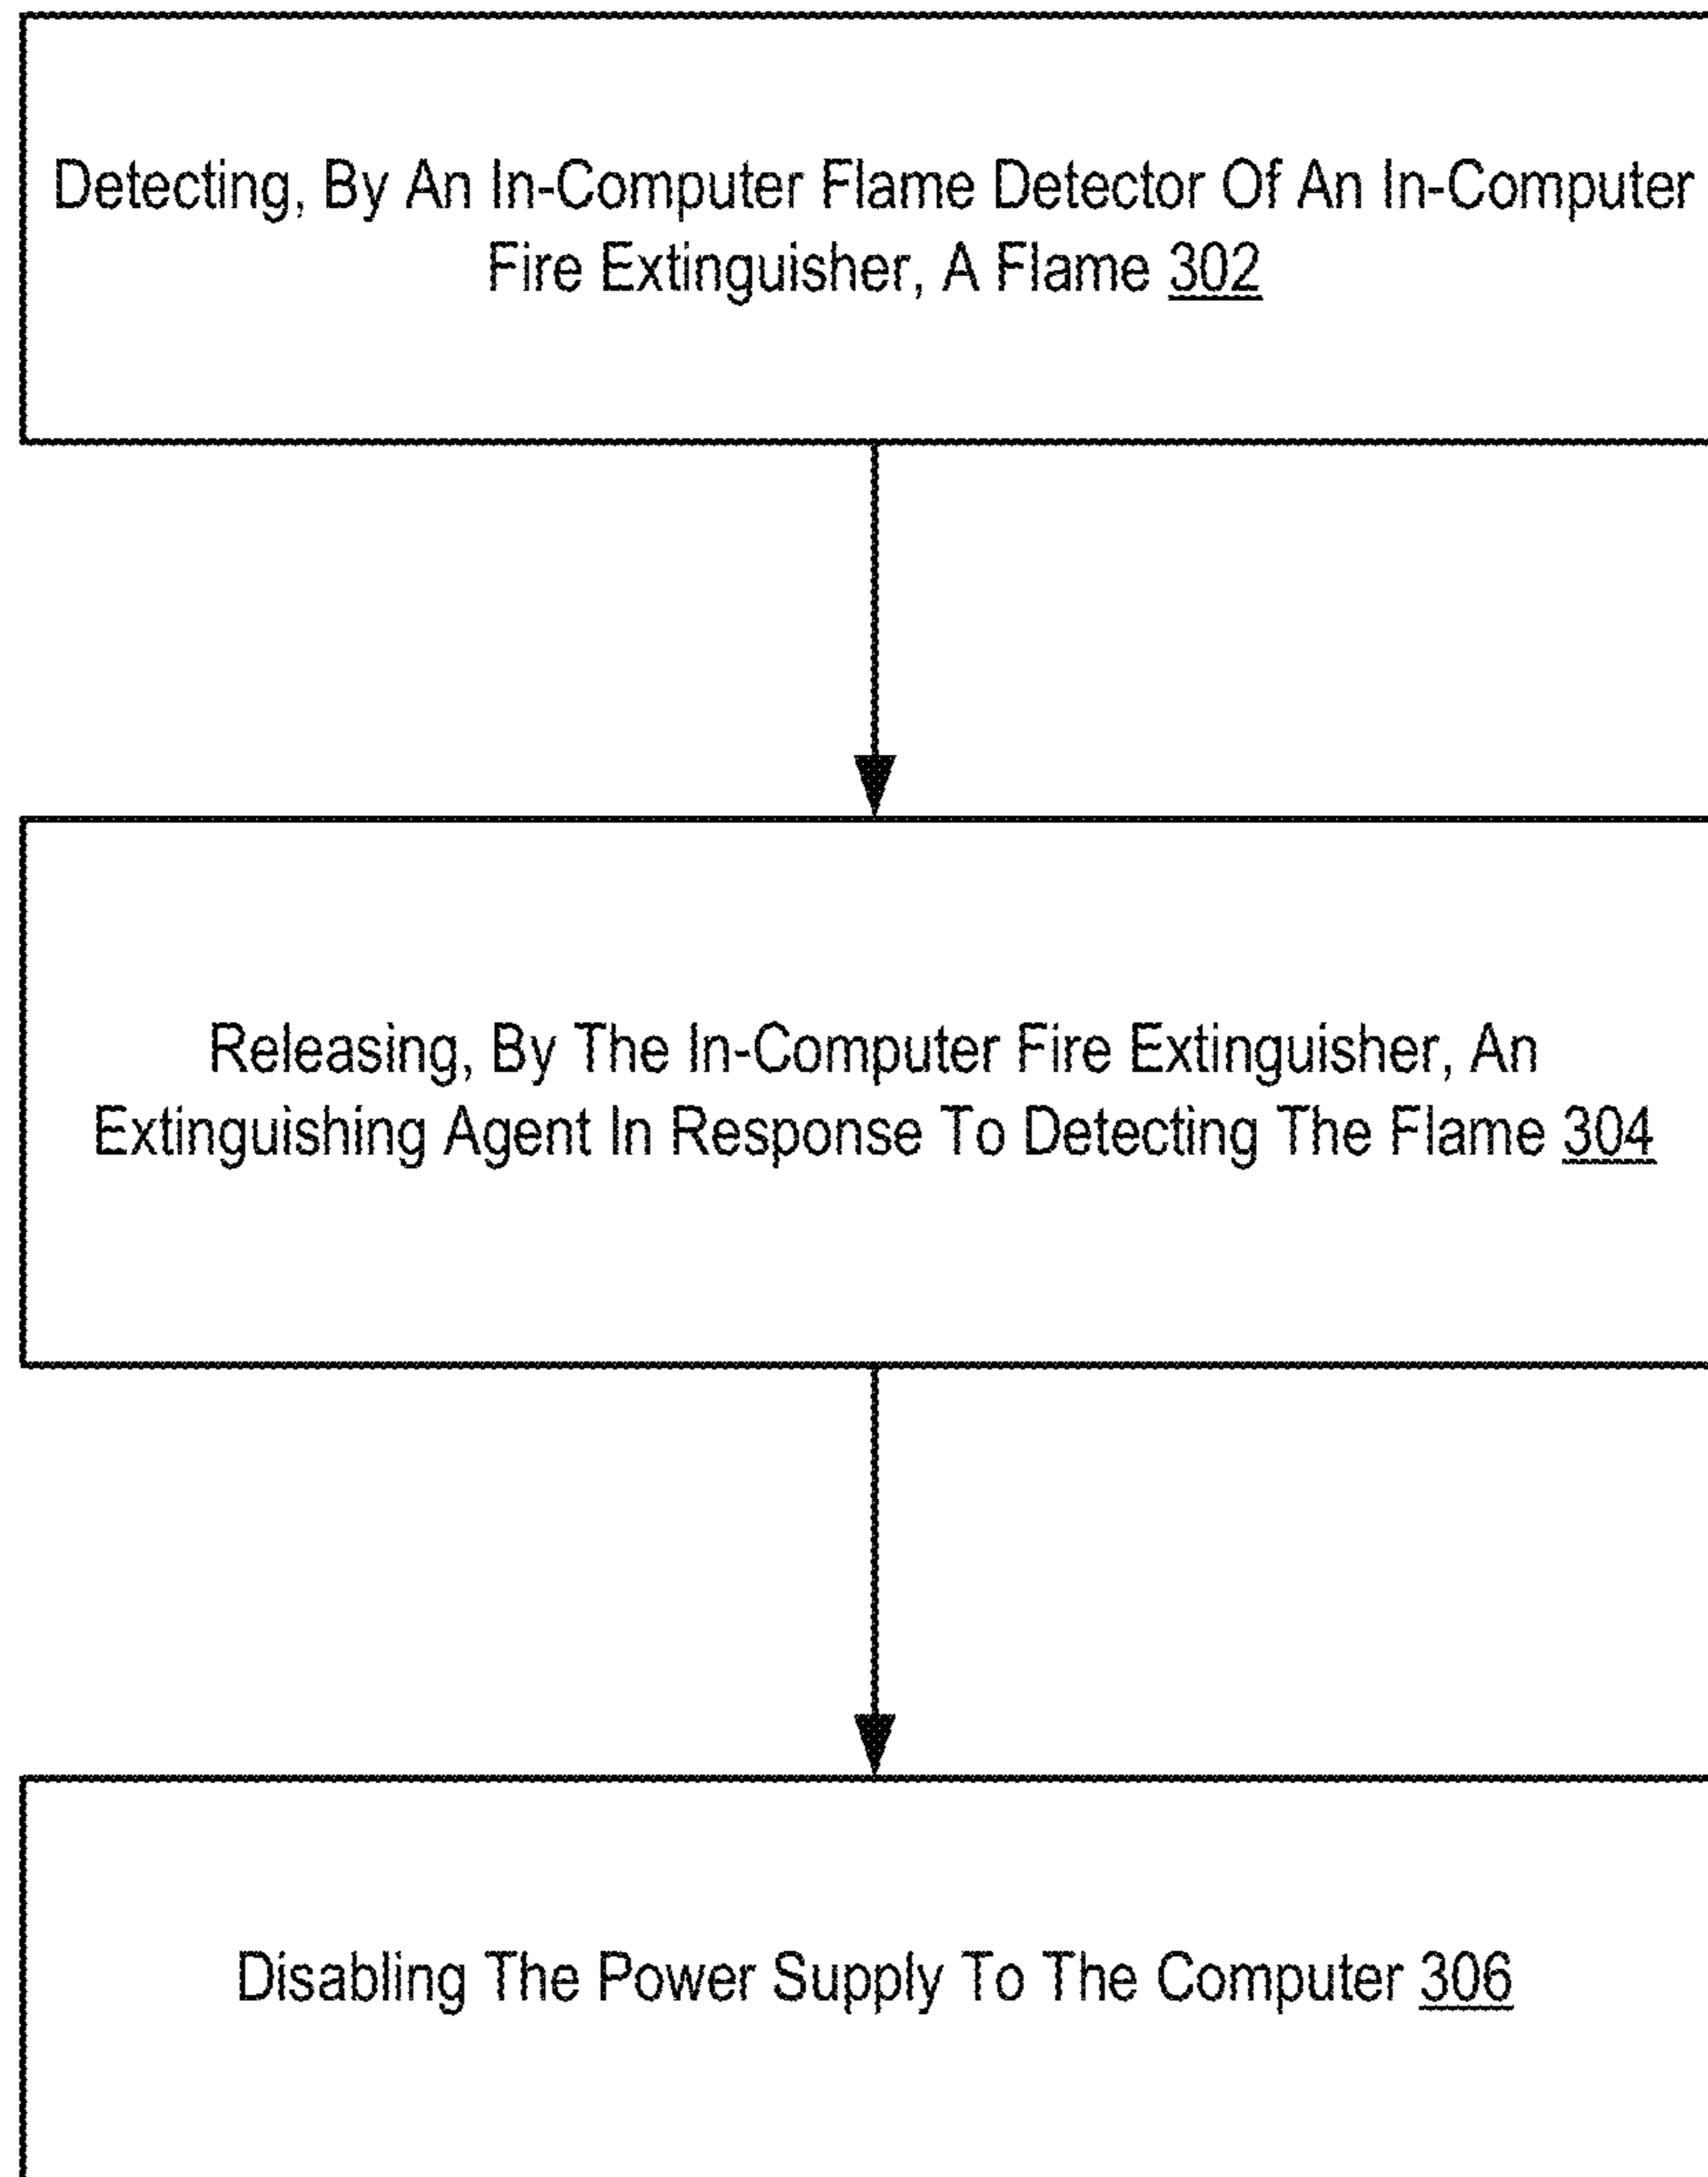 Detecting, By An In-Computer Flame Detector Of An In-Computer
Fire Extinguisher, A Flame 302
Releasing, By The In-Computer Fire Extinguisher, An
Extinguishing Agent In Response To Detecting The Flame 304
Disabling The Power Supply To The Computer 306